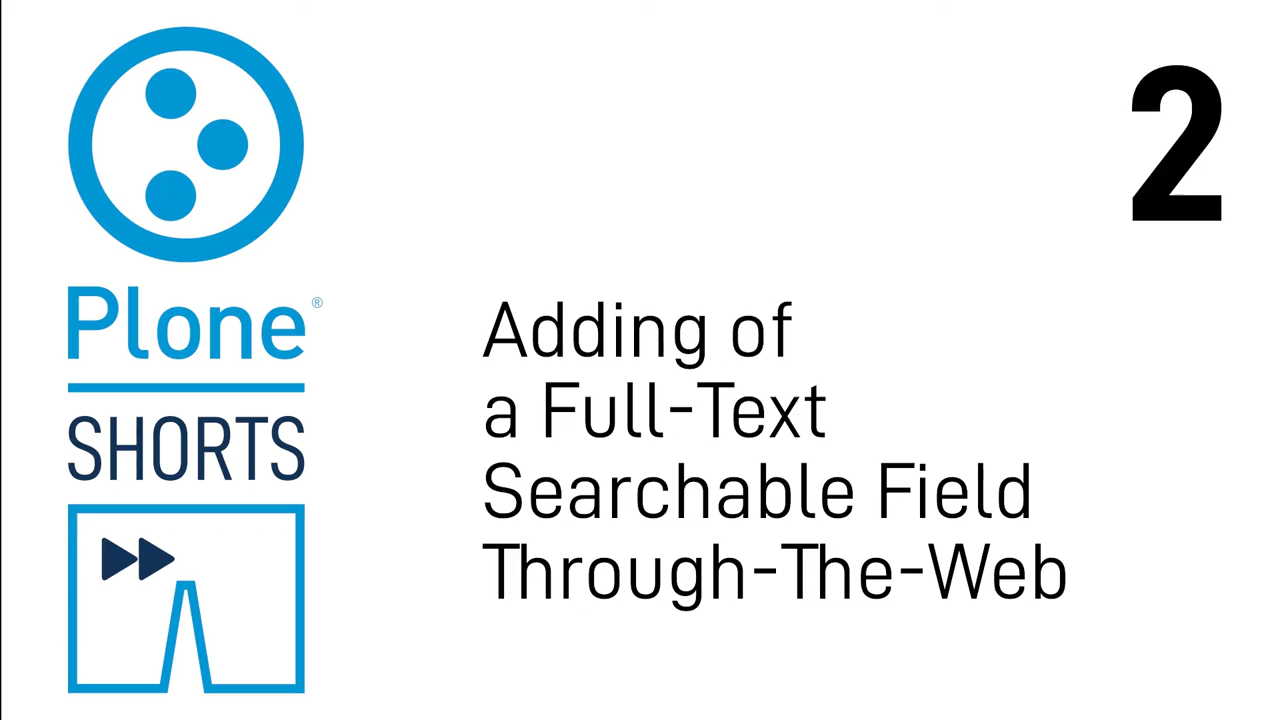 2
Plone®
SHORTS
Adding of
a Full-Text
Searchable Field
Through-The-Web